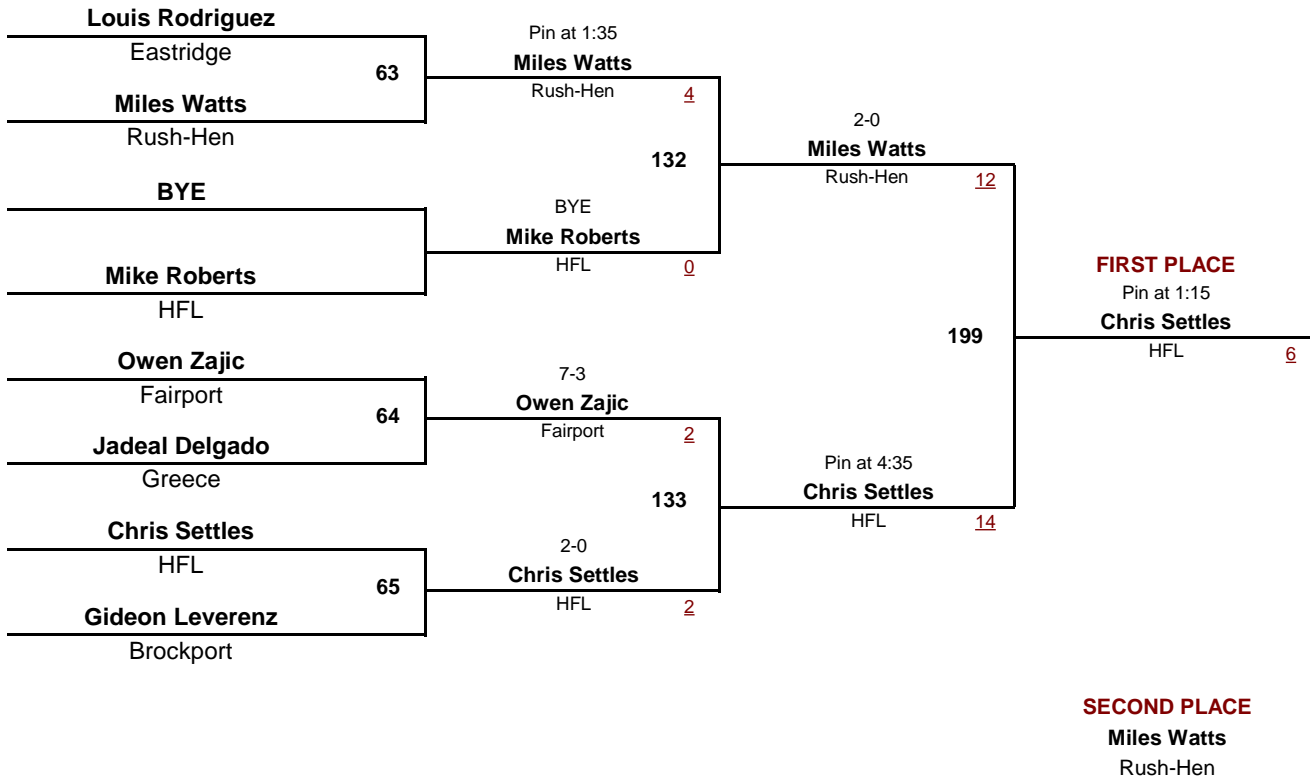 Louis Rodriguez
Eastridge
63
Miles Watts
Rush-Hen
BYE
Mike Roberts
HFL
Owen Zajic
Fairport
64
Jadeal Delgado
Greece
Chris Settles
HFL
65
Gideon Leverenz
Brockport
Pin at 1:35
Miles Watts
Rush-Hen 4
132
BYE
Mike Roberts
HFL 0
7-3
Owen Zajic
Fairport 2
133
2-0
Chris Settles
HFL 2
2-0
Miles Watts
Rush-Hen 12
199
Pin at 4:35
Chris Settles
HFL 14
FIRST PLACE
Pin at 1:15
Chris Settles
HFL 6
SECOND PLACE
Miles Watts
Rush-Hen